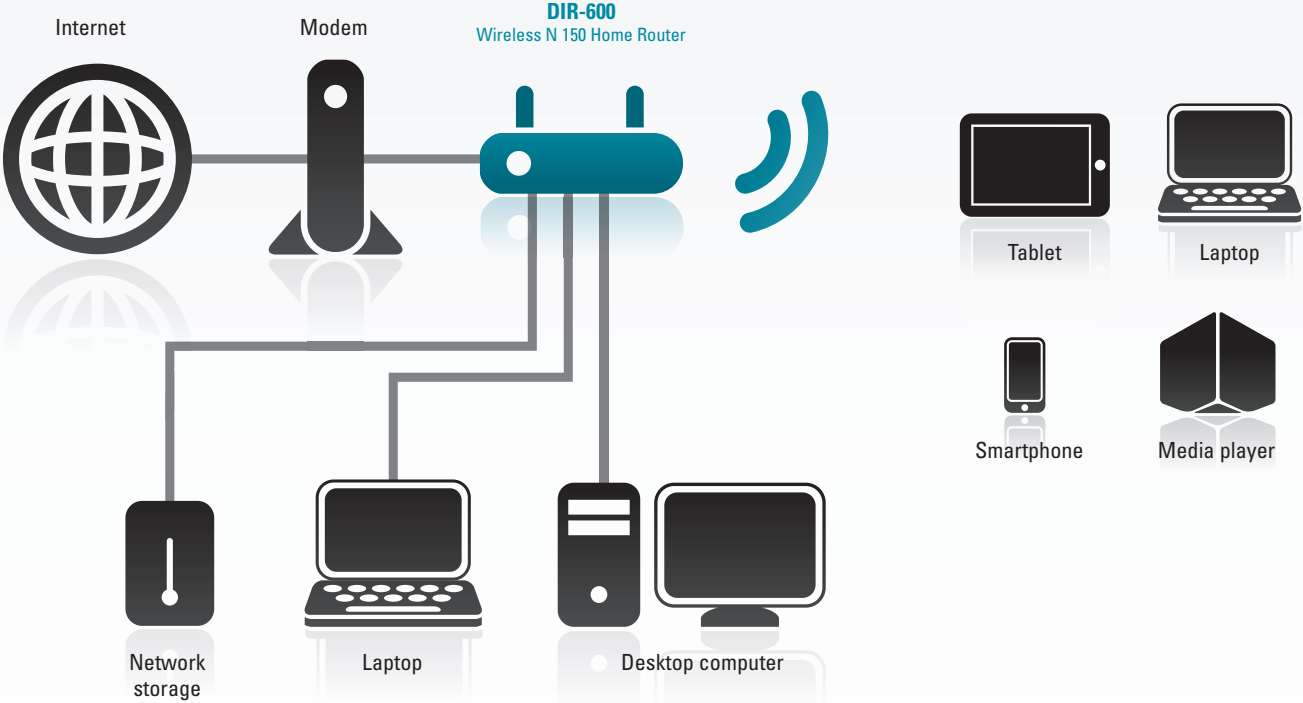 Internet
Modem
DIR-600
Wireless N 150 Home Router
Tablet
Laptop
Smartphone
Media player
Network
storage
Laptop
Desktop computer